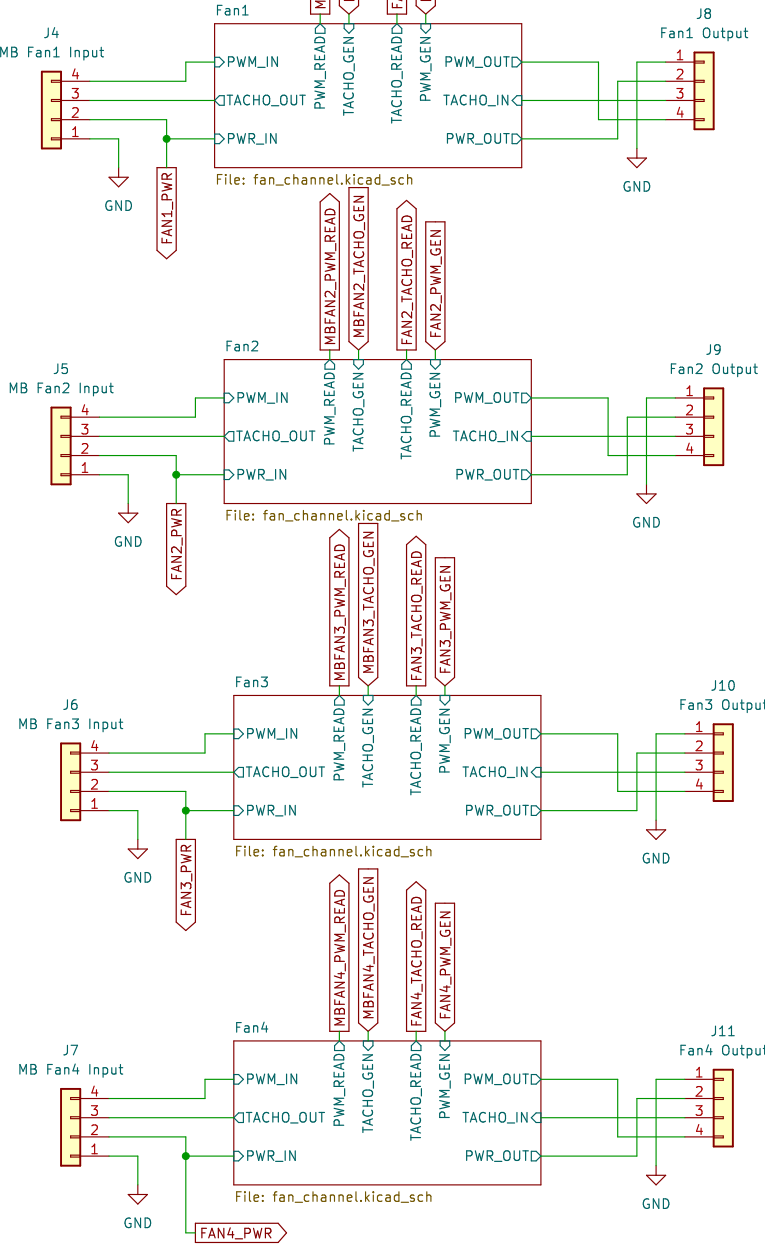 Fan1
J4
MB Fan1 Input
4
3
2
1
PWM_IN
TACHO_OUT
PWR_IN
PWM_READ
TACHO_GEN
TACHO_READ
PWM_GEN
PWM_OUT
TACHO_IN
PWR_OUT
J8
Fan1 Output
1
2
3
4
GND
GND
FAN1_PWR
File: fan_channel.kicad_sch
MBFAN2_PWM_READ
MBFAN2_TACHO_GEN
FAN2_TACHO_READ
FAN2_PWM_GEN
Fan2
J5
MB Fan2 Input
4
3
2
1
PWM_IN
TACHO_OUT
PWR_IN
PWM_READ
TACHO_GEN
TACHO_READ
PWM_GEN
PWM_OUT
TACHO_IN
PWR_OUT
J9
Fan2 Output
1
2
3
4
GND
GND
FAN2_PWR
File: fan_channel.kicad_sch
MBFAN3_PWM_READ
MBFAN3_TACHO_GEN
FAN3_TACHO_READ
FAN3_PWM_GEN
Fan3
J6
MB Fan3 Input
4
3
2
1
PWM_IN
TACHO_OUT
PWR_IN
PWM_READ
TACHO_GEN
TACHO_READ
PWM_GEN
PWM_OUT
TACHO_IN
PWR_OUT
J10
Fan3 Output
1
2
3
4
GND
GND
FAN3_PWR
File: fan_channel.kicad_sch
MBFAN4_PWM_READ
MBFAN4_TACHO_GEN
FAN4_TACHO_READ
FAN4_PWM_GEN
Fan4
J7
MB Fan4 Input
4
3
2
1
PWM_IN
TACHO_OUT
PWR_IN
PWM_READ
TACHO_GEN
TACHO_READ
PWM_GEN
PWM_OUT
TACHO_IN
PWR_OUT
J11
Fan4 Output
1
2
3
4
GND
GND
File: fan_channel.kicad_sch
FAN4_PWR